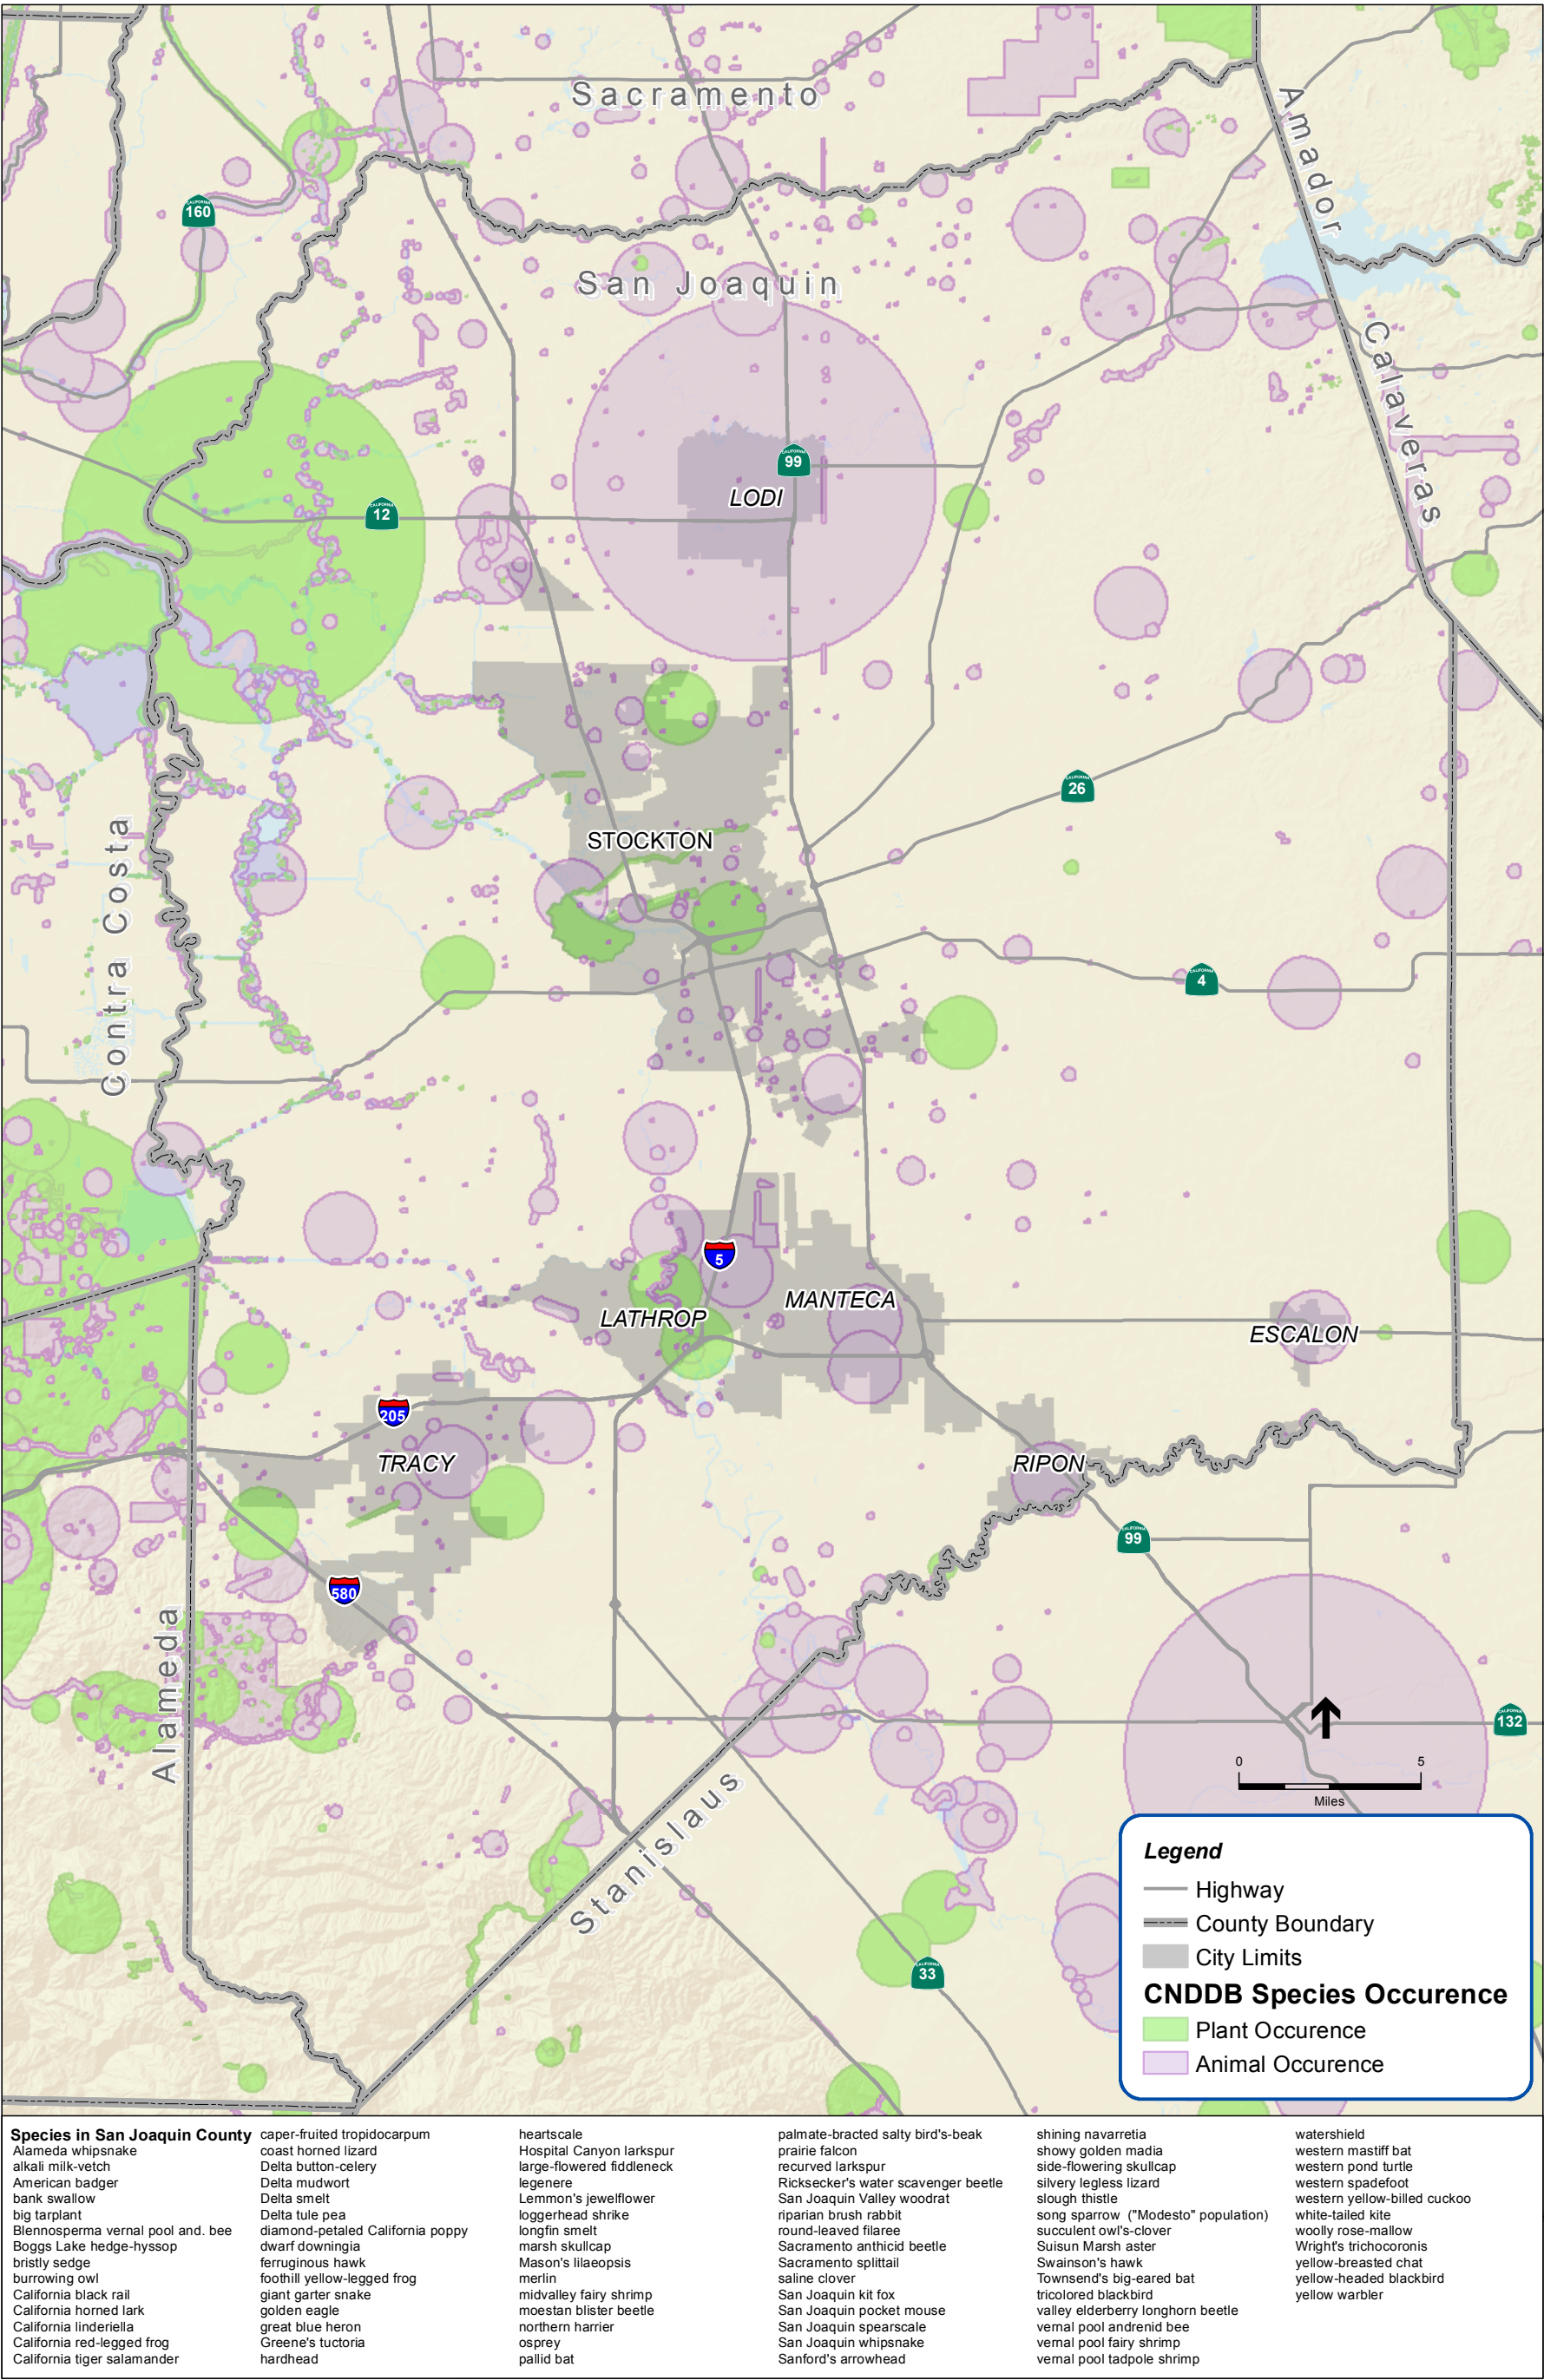 Sacramento
Amador
CALIFORNIA
160
San Joaquin
Calaveras
CALIFORNIA
99
LODI
CALIFORNIA
12
CALIFORNIA
26
STOCKTON
Contra Costa
CALIFORNIA
4
5
MANTECA
LATHROP
ESCALON
205
TRACY
RIPON
CALIFORNIA
99
580
Alameda
CALIFORNIA
132
0 5
Miles
Stanislaus
CALIFORNIA
33
Legend
Highway
County Boundary
City Limits
CNDDB Species Occurence
Plant Occurence
Animal Occurence
Species in San Joaquin County
Alameda whipsnake
alkali milk-vetch
American badger
bank swallow
big tarplant
Blennosperma vernal pool and. bee
Boggs Lake hedge-hyssop
bristly sedge
burrowing owl
California black rail
California horned lark
California linderiella
California red-legged frog
California tiger salamander
caper-fruited tropidocarpum
coast horned lizard
Delta button-celery
Delta mudwort
Delta smelt
Delta tule pea
diamond-petaled California poppy
dwarf downingia
ferruginous hawk
foothill yellow-legged frog
giant garter snake
golden eagle
great blue heron
Greene's tuctoria
hardhead
heartscale
Hospital Canyon larkspur
large-flowered fiddleneck
legenere
Lemmon's jewelflower
loggerhead shrike
longfin smelt
marsh skullcap
Mason's lilaeopsis
merlin
midvalley fairy shrimp
moestan blister beetle
northern harrier
osprey
pallid bat
palmate-bracted salty bird's-beak
prairie falcon
recurved larkspur
Ricksecker's water scavenger beetle
San Joaquin Valley woodrat
riparian brush rabbit
round-leaved filaree
Sacramento anthicid beetle
Sacramento splittail
saline clover
San Joaquin kit fox
San Joaquin pocket mouse
San Joaquin spearscale
San Joaquin whipsnake
Sanford's arrowhead
shining navarretia
showy golden madia
side-flowering skullcap
silvery legless lizard
slough thistle
song sparrow ("Modesto" population)
succulent owl's-clover
Suisun Marsh aster
Swainson's hawk
Townsend's big-eared bat
tricolored blackbird
valley elderberry longhorn beetle
vernal pool andrenid bee
vernal pool fairy shrimp
vernal pool tadpole shrimp
watershield
western mastiff bat
western pond turtle
western spadefoot
western yellow-billed cuckoo
white-tailed kite
woolly rose-mallow
Wright's trichocoronis
yellow-breasted chat
yellow-headed blackbird
yellow warbler